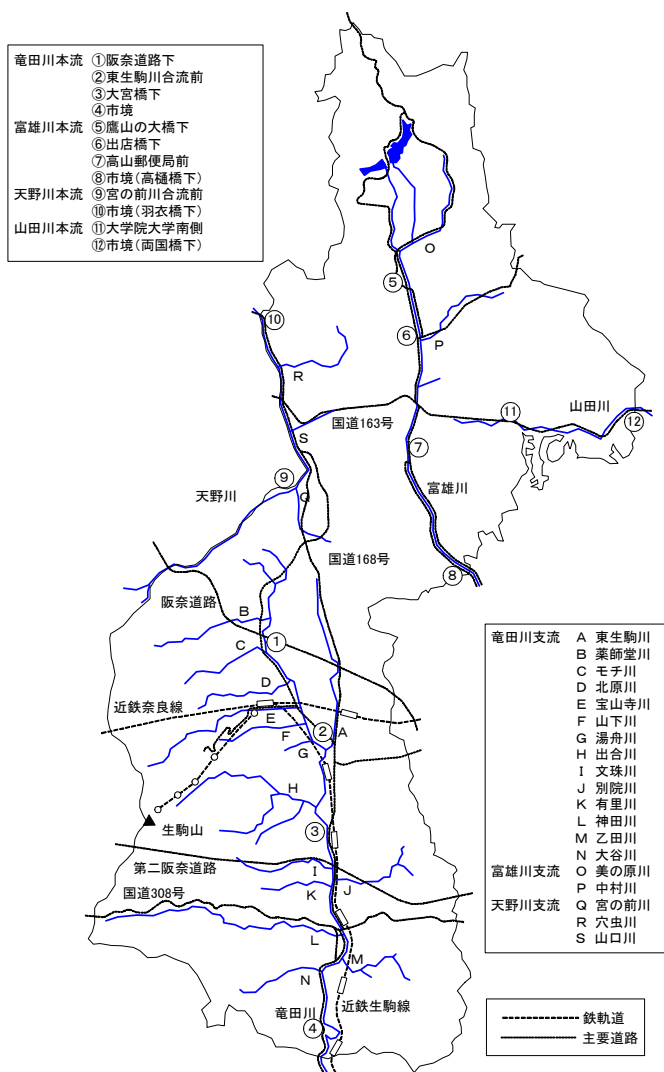 竜田川本流 ①阪奈道路下
②東生駒川合流前
③大宮橋下
④市境
富雄川本流 ⑤鷹山の大橋下
⑥出店橋下
⑦高山郵便局前
⑧市境(高樋橋下)
天野川本流 ⑨宮の前川合流前
⑩市境(羽衣橋下)
山田川本流 ⑪大学院大学南側
⑫市境(両国橋下)
O
⑤
⑥
P
⑩
R
S
国道163号
⑪
山田川
⑫
⑦
富雄川
⑨
天野川
Q
国道168号
⑧
阪奈道路
B
①
C
D
近鉄奈良線
E
F
②
A
G
H
生駒山
③
第二阪奈道路
I
国道308号
K
J
L
M
N
竜田川
近鉄生駒線
④
竜田川支流 A 東生駒川
B 薬師堂川
C モチ川
D 北原川
E 宝山寺川
F 山下川
G 湯舟川
H 出合川
I 文珠川
J 別院川
K 有里川
L 神田川
M 乙田川
N 大谷川
富雄川支流 O 美の原川
P 中村川
天野川支流 Q 宮の前川
R 穴虫川
S 山口川
鉄軌道
主要道路